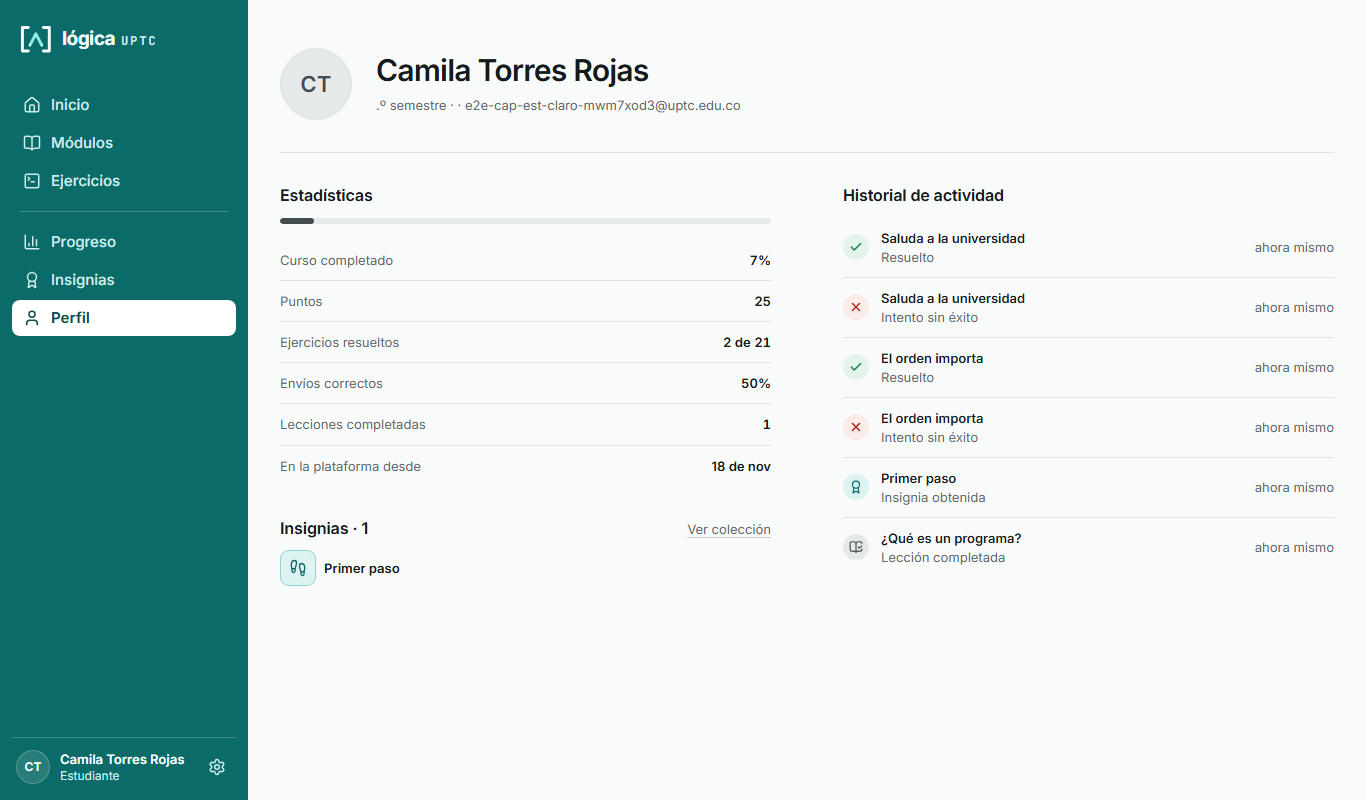 lógica UPTC
Inicio
Módulos
Ejercicios
Progreso
Insignias
Perfil
CT
Camila Torres Rojas
Estudiante
CT
Camila Torres Rojas
.º semestre · · e2e-cap-est-claro-mwm7xod3@uptc.edu.co
Estadísticas
Curso completado 7%
Puntos 25
Ejercicios resueltos 2 de 21
Envíos correctos 50%
Lecciones completadas 1
En la plataforma desde 18 de nov
Insignias · 1 Ver colección
Primer paso
Historial de actividad
Saluda a la universidad
Resuelto
ahora mismo
Saluda a la universidad
Intento sin éxito
ahora mismo
El orden importa
Resuelto
ahora mismo
El orden importa
Intento sin éxito
ahora mismo
Primer paso
Insignia obtenida
ahora mismo
¿Qué es un programa?
Lección completada
ahora mismo